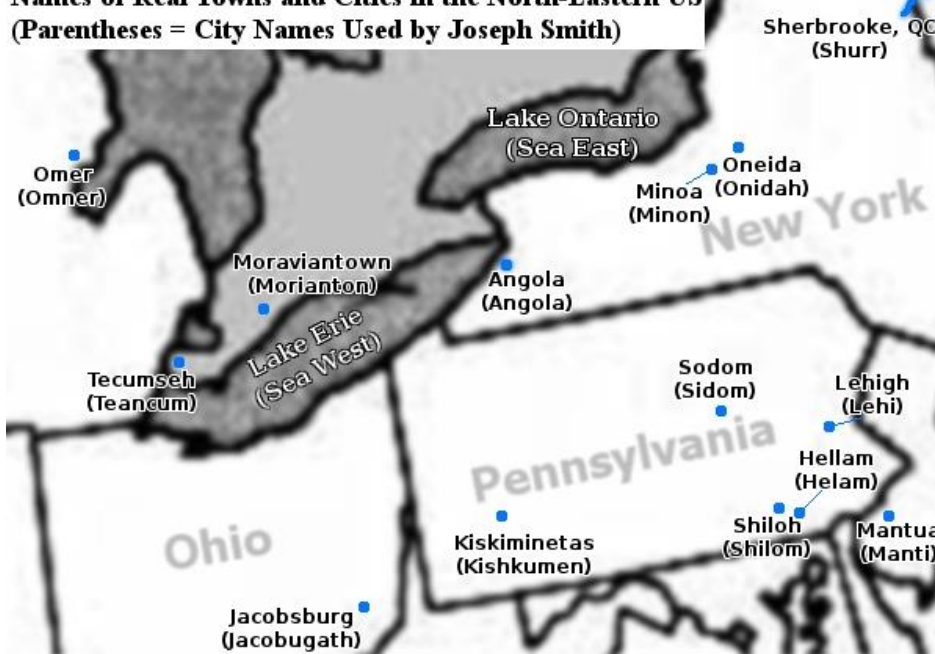 Names of Real Towns and Cities in the North-Eastern US
(Parentheses = City Names Used by Joseph Smith)
Sherbrooke, QC
(Shurr)
Lake Ontario
(Sea East)
Omer
(Omner)
Oneida
(Onidah)
Minoa
(Minon)
New York
Moraviantown
(Morianton)
Angola
(Angola)
Lake Erie
(Sea West)
Tecumseh
(Teancum)
Sodom
(Sidom)
Lehigh
(Lehi)
Pennsylvania
Hellam
(Helam)
Ohio
Kiskiminetas
(Kishkumen)
Shiloh
(Shilom)
Mantua
(Manti)
Jacobsburg
(Jacobugath)